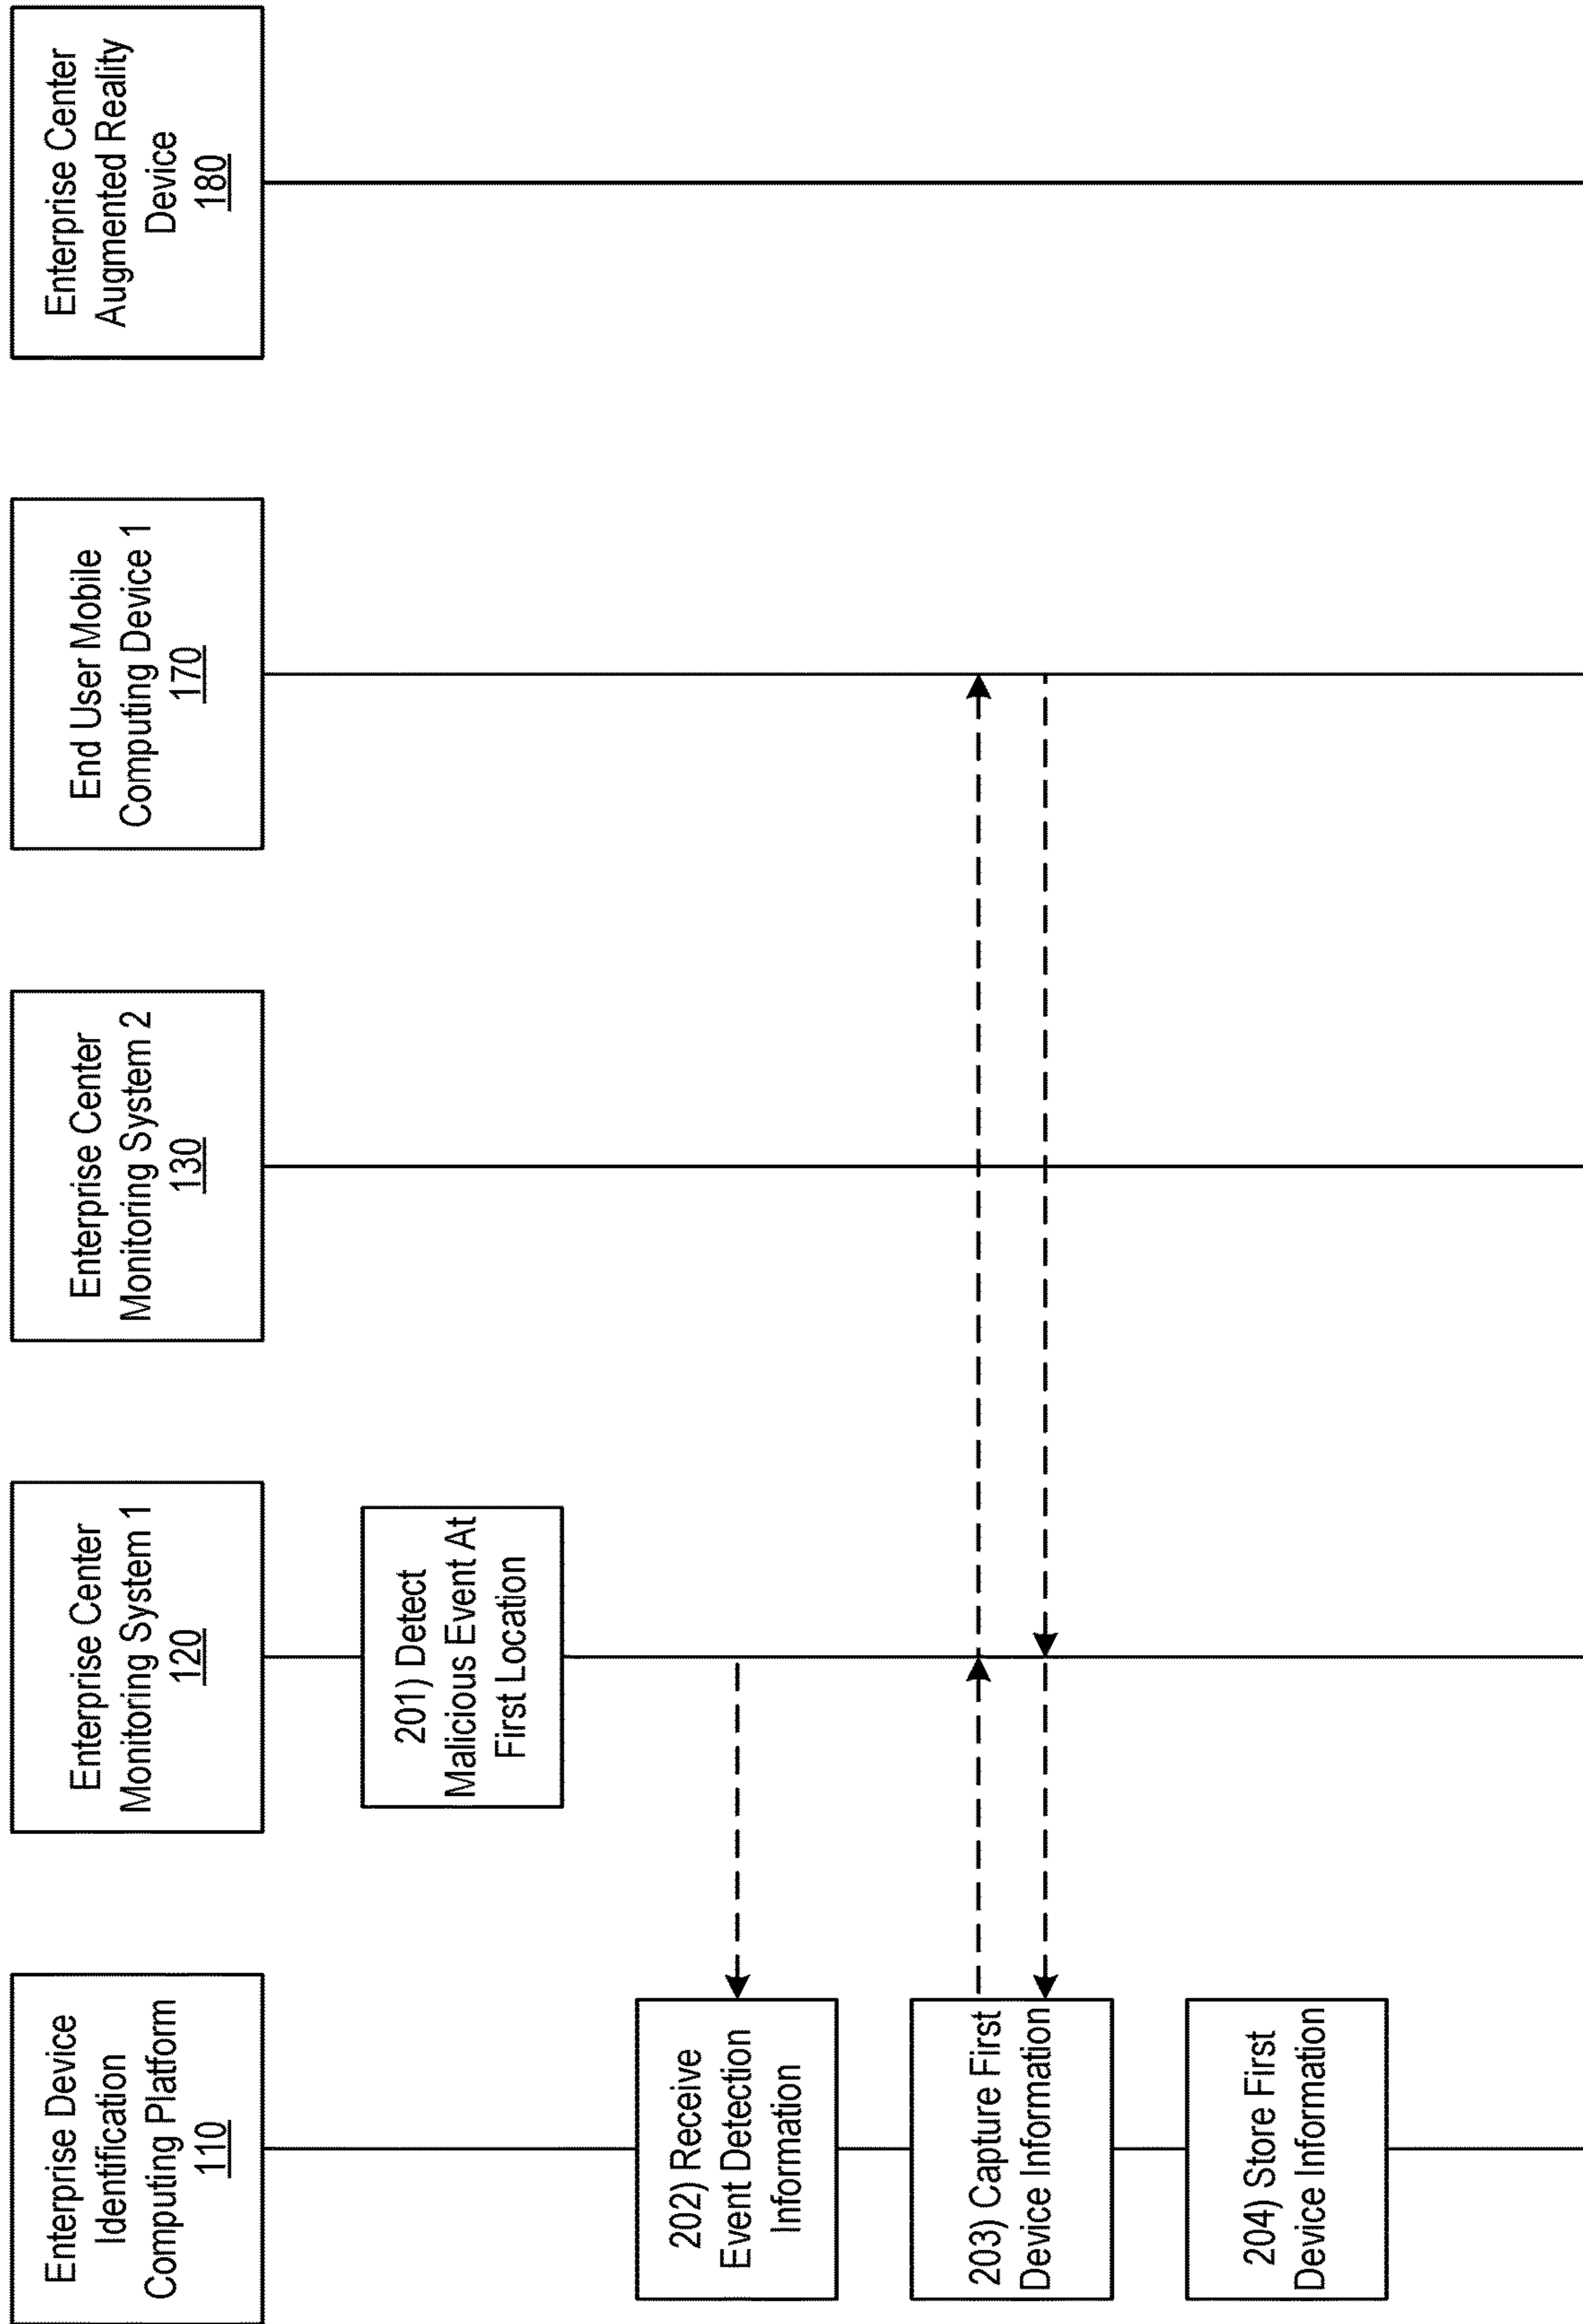 Enterprise Device
Identification
Computing Platform
110
Enterprise Center
Monitoring System 1
120
Enterprise Center
Monitoring System 2
130
End User Mobile
Computing Device 1
170
Enterprise Center
Augmented Reality
Device
180
201) Detect
Malicious Event At
First Location
202) Receive
Event Detection
Information
203) Capture First
Device Information
204) Store First
Device Information